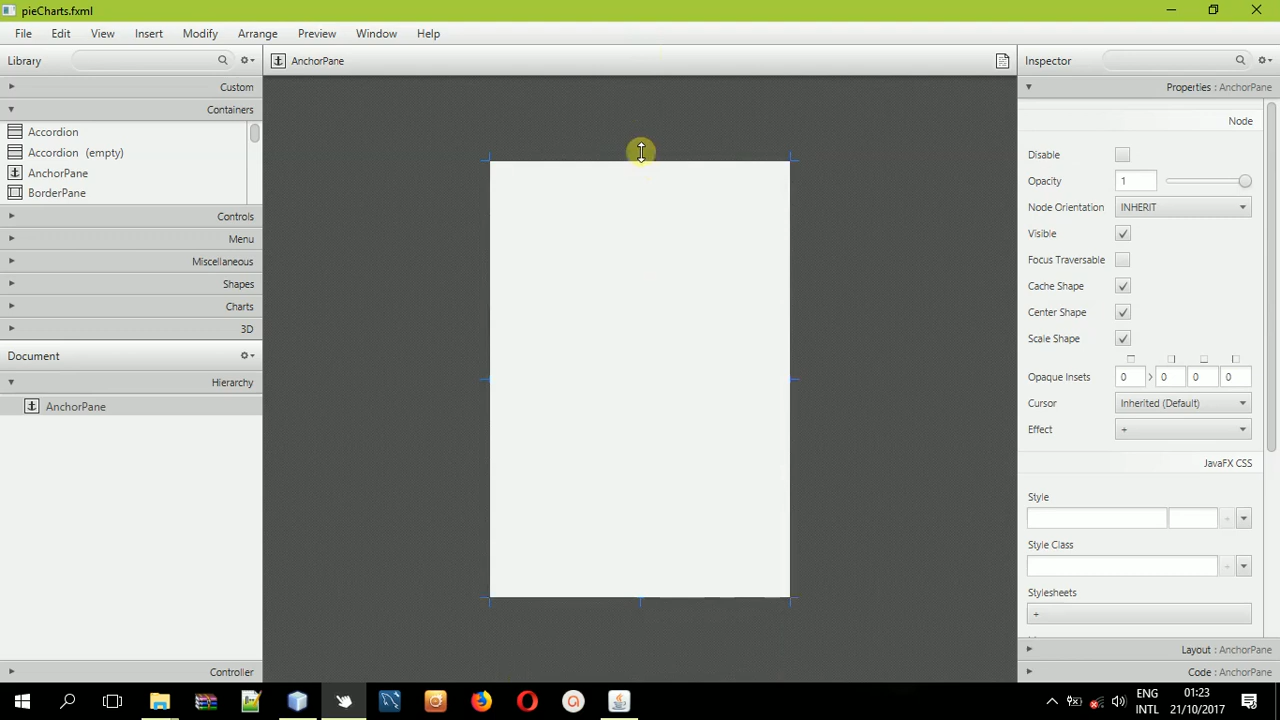 pieCharts.fxml
File Edit View Insert Modify Arrange Preview Window Help
Library
AnchorPane
Inspector
Custom
Properties : AnchorPane
Containers
Accordion
Accordion (empty)
AnchorPane
BorderPane
Controls
Menu
Miscellaneous
Shapes
Charts
3D
Document
Hierarchy
AnchorPane
Controller
Node
Disable
Opacity 1
Node Orientation INHERIT
Visible
Focus Traversable
Cache Shape
Center Shape
Scale Shape
Opaque Insets 0 0 0 0
Cursor Inherited (Default)
Effect +
JavaFX CSS
Style
Style Class
Stylesheets
+
Layout : AnchorPane
Code : AnchorPane
ENG 01:23
INTL 21/10/2017